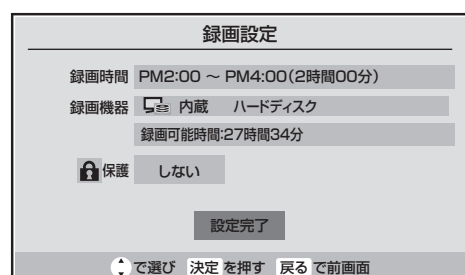 録画設定
録画時間 PM2:00 ～ PM4:00(2時間00分)
録画機器 内蔵 ハードディスク
録画可能時間:27時間34分
保護 しない
設定完了
で選び 決定 を押す 戻る で前画面